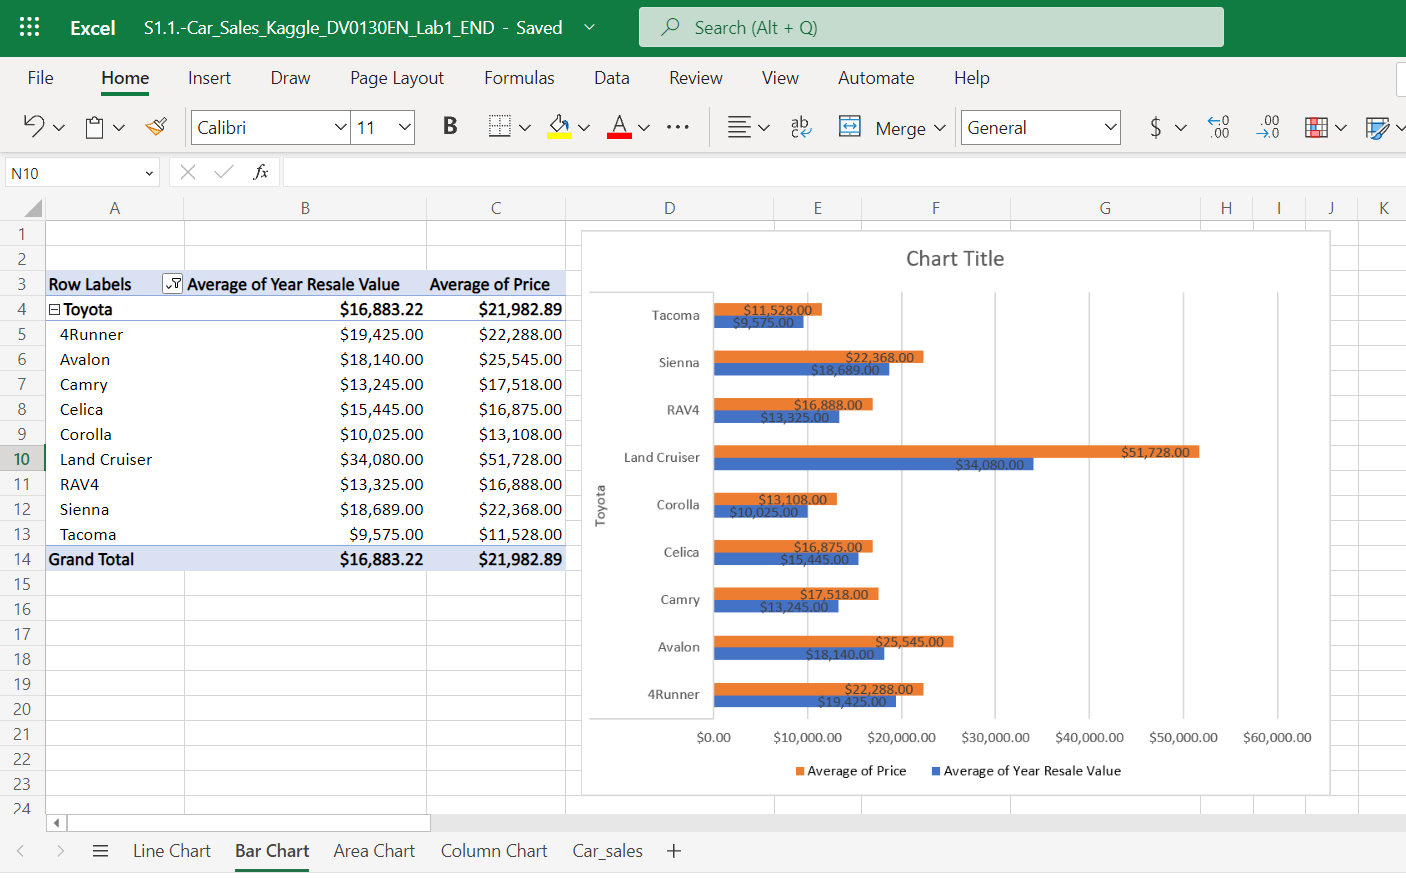 Excel S1.1.-Car_Sales_Kaggle_DV0130EN_Lab1_END - Saved Search (Alt + Q)
File Home Insert Draw Page Layout Formulas Data Review View Automate Help
Calibri 11 B A ab Merge General $ .00 .00
N10 fx
A B C D E F G H I J K
1
2
3 Row Labels Average of Year Resale Value Average of Price
4 Toyota $16,883.22 $21,982.89
5 4Runner $19,425.00 $22,288.00
6 Avalon $18,140.00 $25,545.00
7 Camry $13,245.00 $17,518.00
8 Celica $15,445.00 $16,875.00
9 Corolla $10,025.00 $13,108.00
10 Land Cruiser $34,080.00 $51,728.00
11 RAV4 $13,325.00 $16,888.00
12 Sienna $18,689.00 $22,368.00
13 Tacoma $9,575.00 $11,528.00
14 Grand Total $16,883.22 $21,982.89
15
16
17
18
19
20
21
22
23
24
Chart Title
Toyota
Tacoma $11,528.00
$9,575.00
Sienna $22,368.00
$18,689.00
RAV4 $16,888.00
$13,325.00
Land Cruiser $51,728.00
$34,080.00
Corolla $13,108.00
$10,025.00
Celica $16,875.00
$15,445.00
Camry $17,518.00
$13,245.00
Avalon $25,545.00
$18,140.00
4Runner $22,288.00
$19,425.00
$0.00 $10,000.00 $20,000.00 $30,000.00 $40,000.00 $50,000.00 $60,000.00
Average of Price Average of Year Resale Value
Line Chart Bar Chart Area Chart Column Chart Car_sales